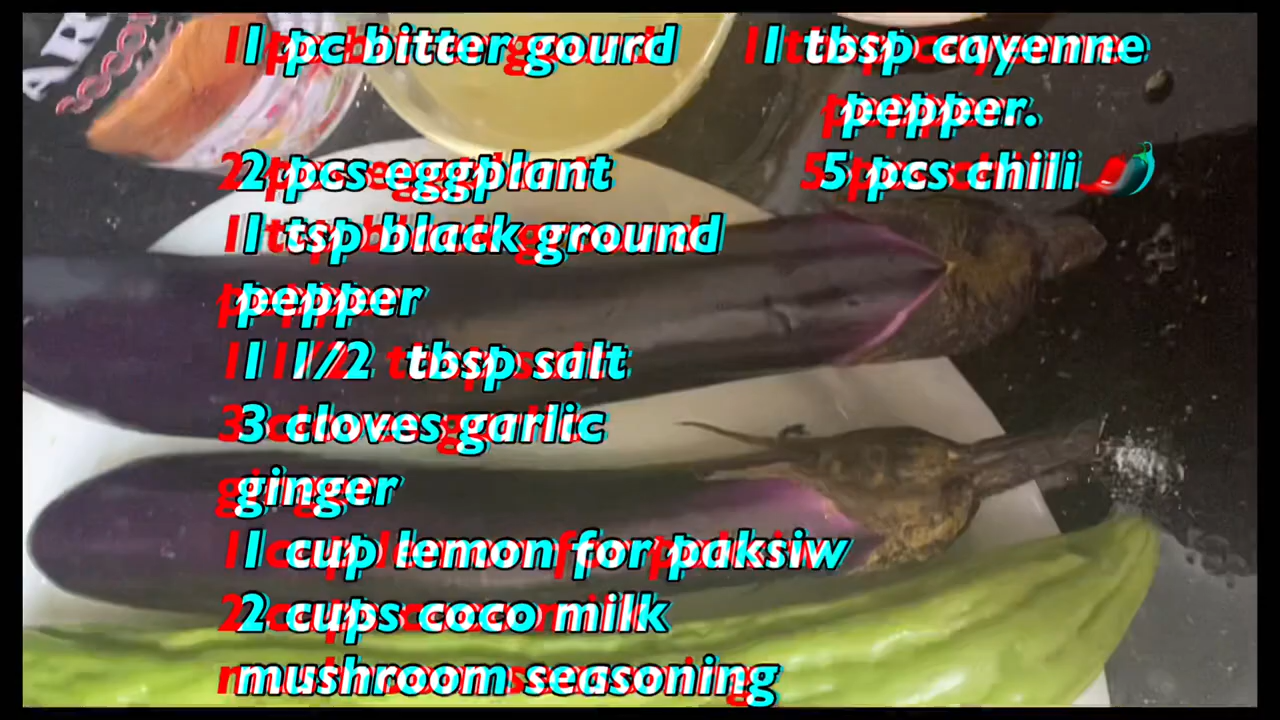 1 pc bitter gourd
2 pcs eggplant
1 tsp black ground
pepper
1 1/2 tbsp salt
3 cloves garlic
ginger
1 cup lemon for paksiw
2 cups coco milk
mushroom seasoning
1 tbsp cayenne
pepper.
5 pcs chili 🌶️